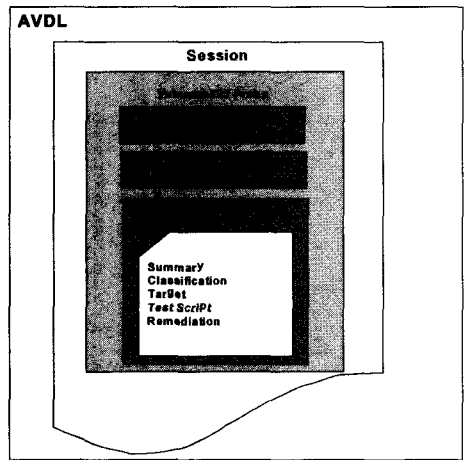 AVDL
Session
Summary
Classification
Target
Test Script
Remediation